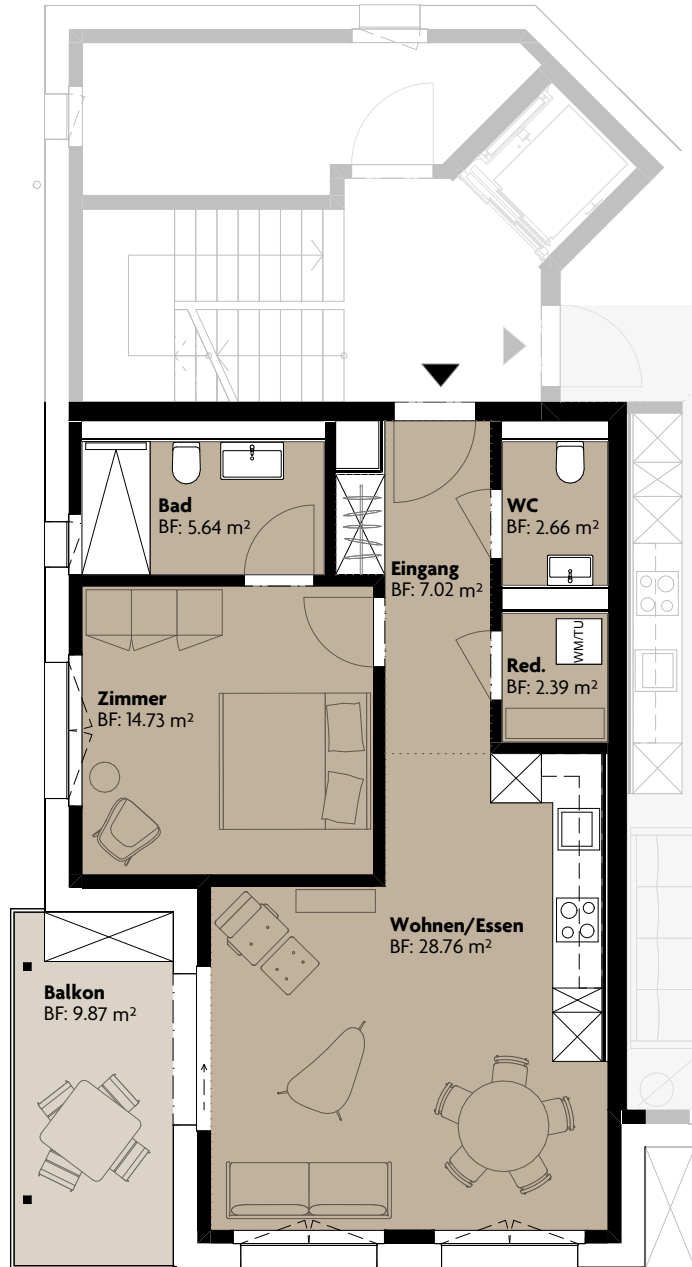 Bad
BF: 5.64 m²
WC
BF: 2.66 m²
Eingang
BF: 7.02 m²
WM/TU
Red.
BF: 2.39 m²
Zimmer
BF: 14.73 m²
Wohnen/Essen
BF: 28.76 m²
Balkon
BF: 9.87 m²